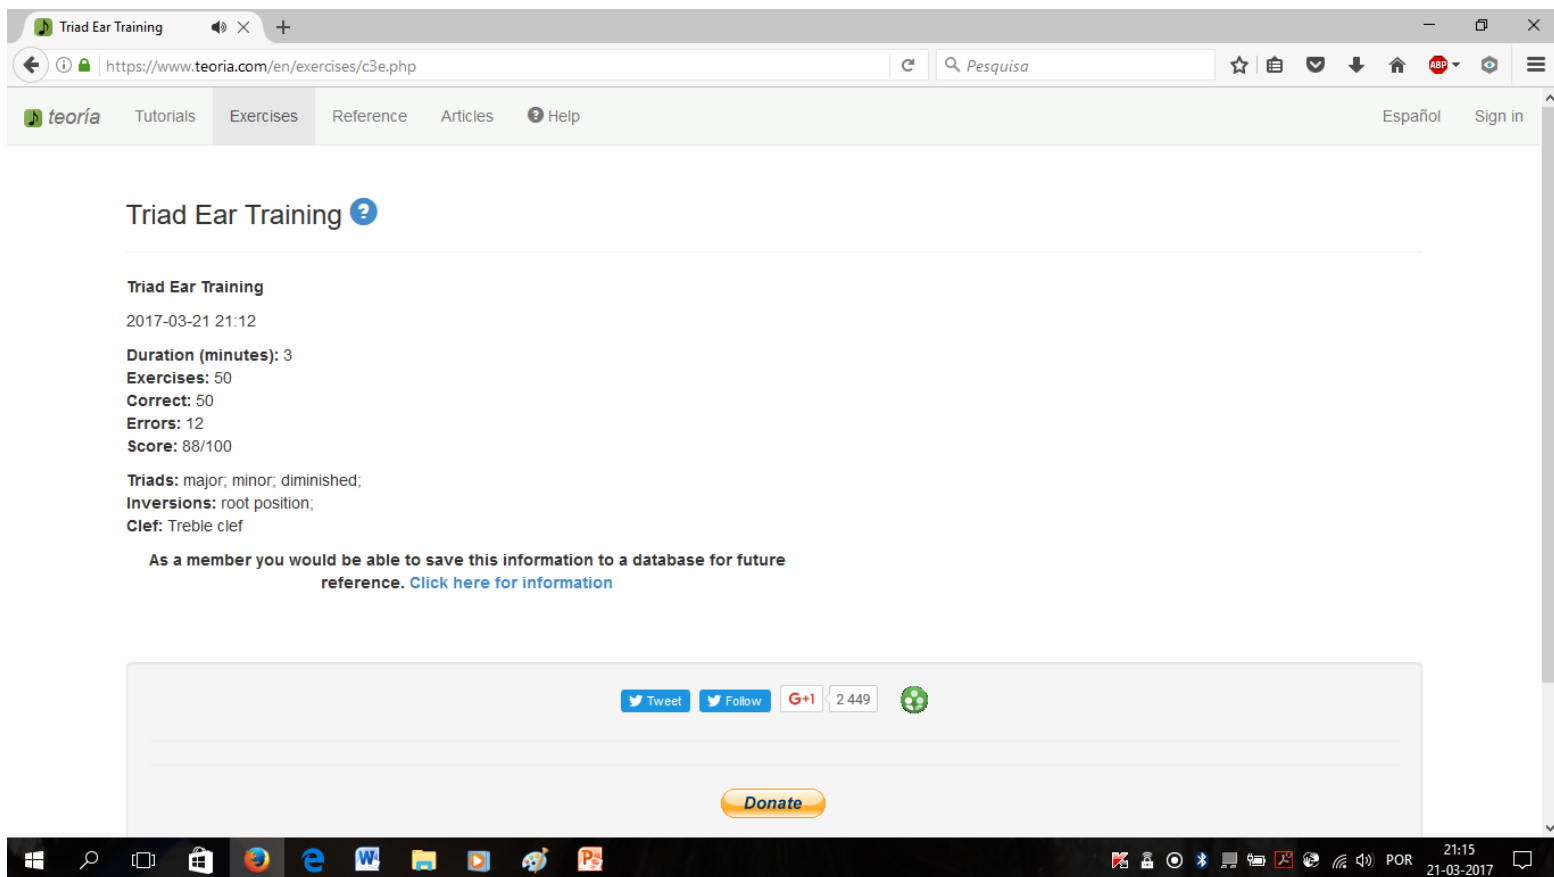 Triad Ear Training
https://www.teoria.com/en/exercises/c3e.php
Pesquisa
ABP
teoría Tutorials Exercises Reference Articles Help Español Sign in
Triad Ear Training ?
Triad Ear Training
2017-03-21 21:12
Duration (minutes): 3
Exercises: 50
Correct: 50
Errors: 12
Score: 88/100
Triads: major; minor; diminished;
Inversions: root position;
Clef: Treble clef
As a member you would be able to save this information to a database for future
reference. Click here for information
Tweet Follow G+1 2 449
Donate
POR 21:15
21-03-2017